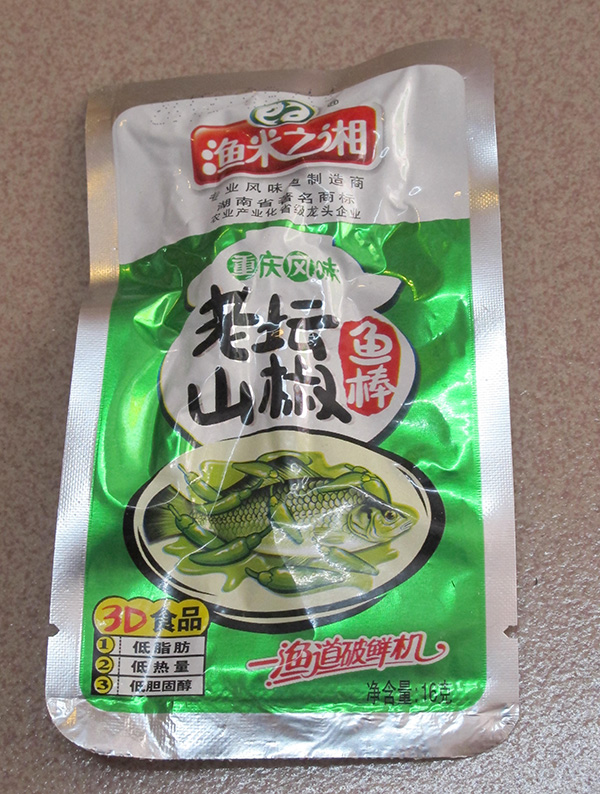 渔米之湘
专业风味鱼制造商
湖南省著名商标
农业产业化省级龙头企业
重庆风味
老坛
山椒
鱼棒
3D食品
1 低脂肪
2 低热量
3 低胆固醇
一渔道破鲜机
净含量:16克